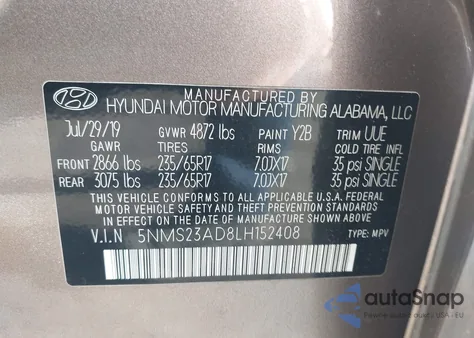 MANUFACTURED BY
HYUNDAI MOTOR MANUFACTURING ALABAMA, LLC
Jul/29/19 GVWR 4872 lbs PAINT Y2B TRIM UUE
GAWR TIRES RIMS COLD TIRE INFL
FRONT 2866 lbs 235/65R17 7.0JX17 35 psi SINGLE
REAR 3075 lbs 235/65R17 7.0JX17 35 psi SINGLE
THIS VEHICLE CONFORMS TO ALL APPLICABLE FEDERAL
MOTOR VEHICLE SAFETY AND THEFT PREVENTION STANDARDS
IN EFFECT ON THE DATE OF MANUFACTURE SHOWN ABOVE.
V.I.N 5NMS23AD8LH152408 TYPE: MPV
autoSnap
USA - EU